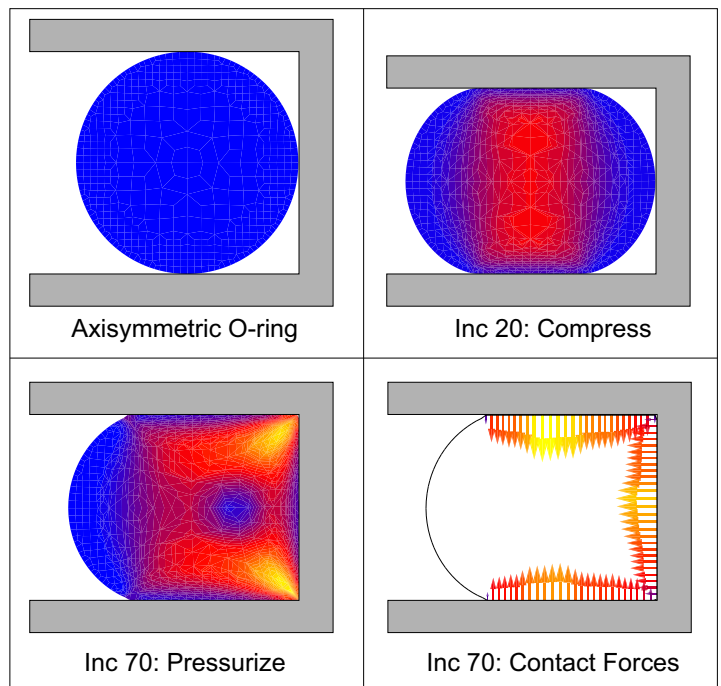 Axisymmetric O-ring
Inc 20: Compress
Inc 70: Pressurize
Inc 70: Contact Forces